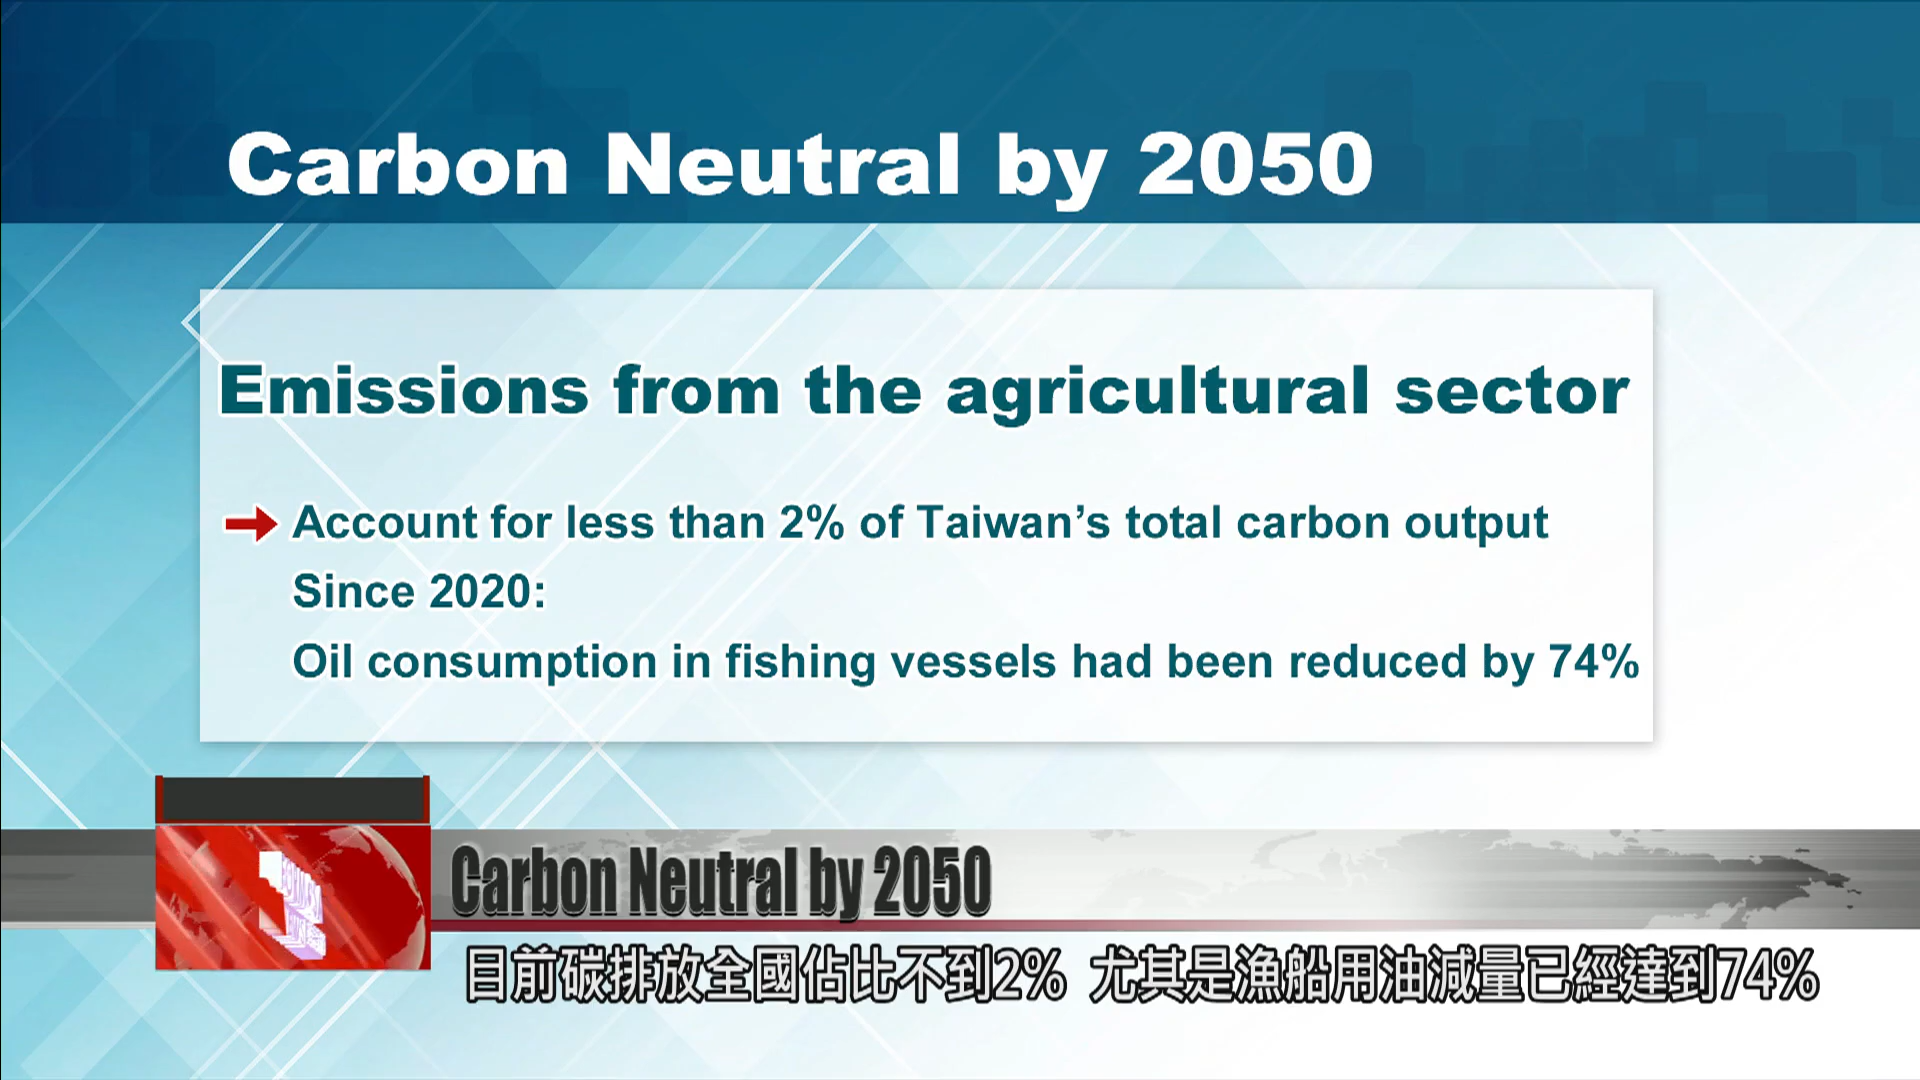 Carbon Neutral by 2050
Emissions from the agricultural sector
Account for less than 2% of Taiwan’s total carbon output
Since 2020:
Oil consumption in fishing vessels had been reduced by 74%
Carbon Neutral by 2050
目前碳排放全國佔比不到2% 尤其是漁船用油減量已經達到74%